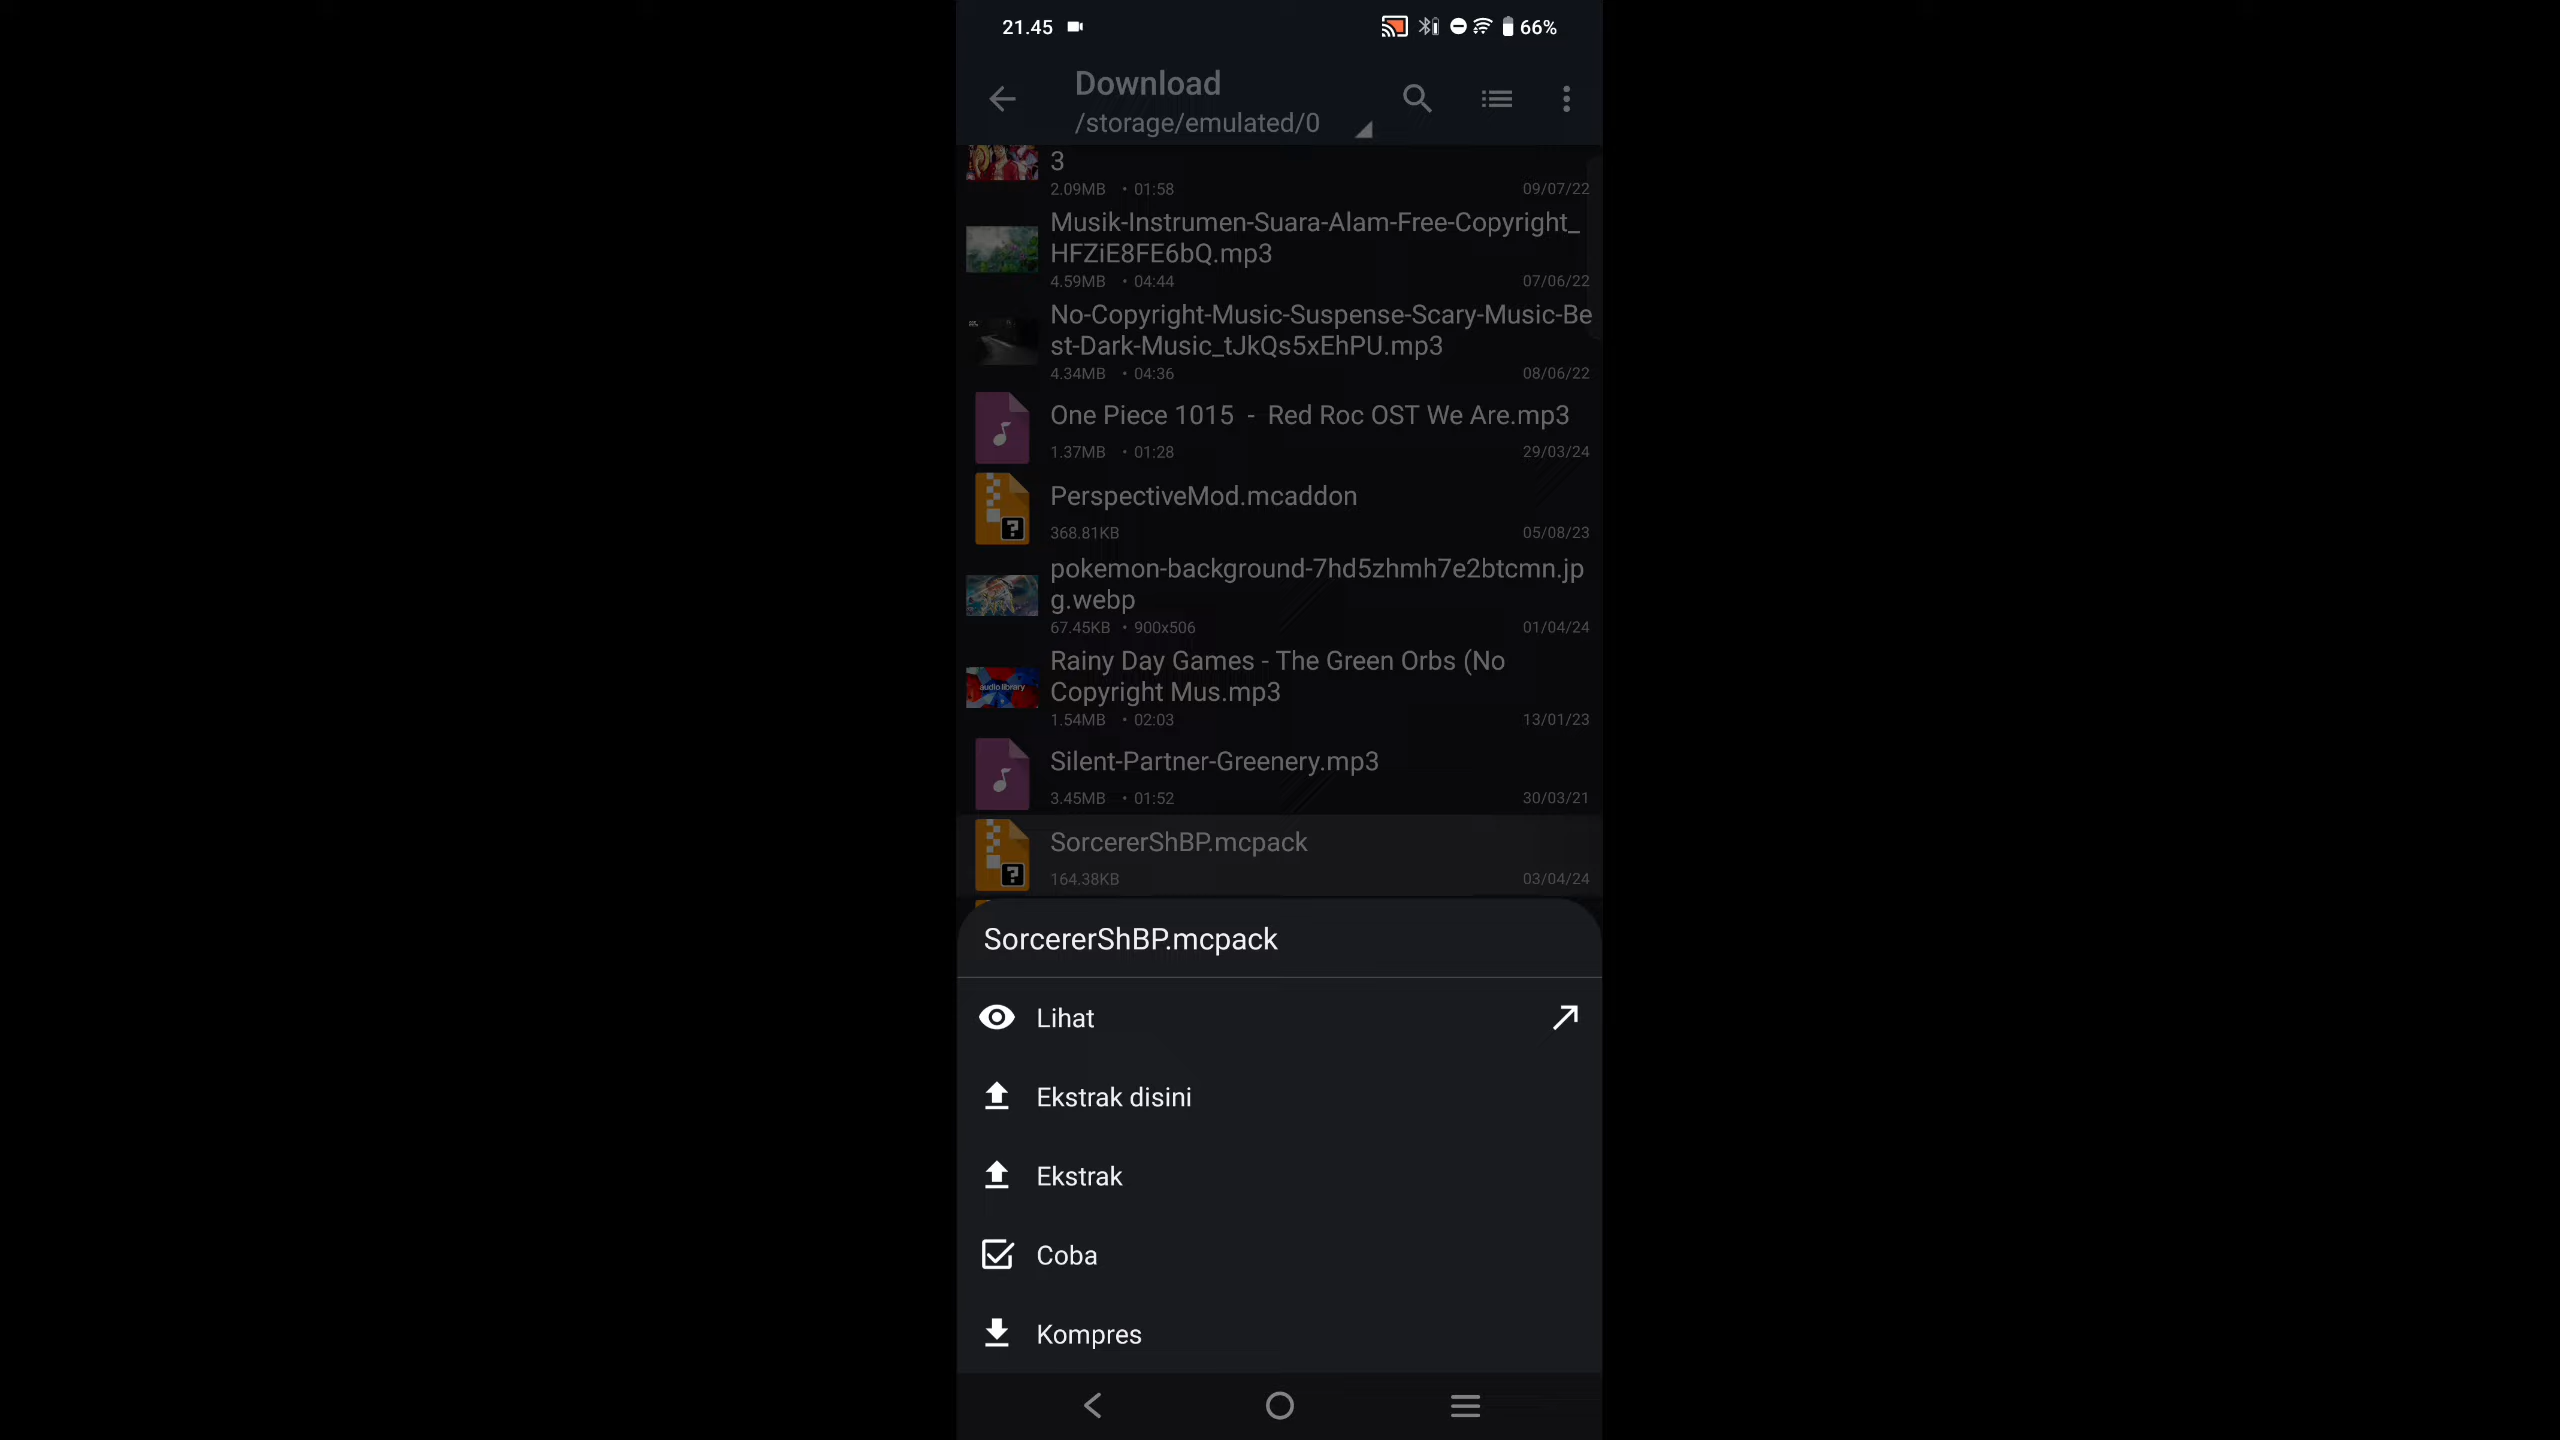 21.45
66%
Download
/storage/emulated/0
3
2.09MB • 01:58 09/07/22
Musik-Instrumen-Suara-Alam-Free-Copyright_
HFZiE8FE6bQ.mp3
4.59MB • 04:44 07/06/22
No-Copyright-Music-Suspense-Scary-Music-Be
st-Dark-Music_tJkQs5xEhPU.mp3
4.34MB • 04:36 08/06/22
One Piece 1015 - Red Roc OST We Are.mp3
1.37MB • 01:28 29/03/24
PerspectiveMod.mcaddon
368.81KB 05/08/23
pokemon-background-7hd5zhmh7e2btcmn.jp
g.webp
67.45KB • 900x506 01/04/24
Rainy Day Games - The Green Orbs (No
audio library
Copyright Mus.mp3
1.54MB • 02:03 13/01/23
Silent-Partner-Greenery.mp3
3.45MB • 01:52 30/03/21
SorcererShBP.mcpack
164.38KB 03/04/24
SorcererShBP.mcpack
Lihat
Ekstrak disini
Ekstrak
Coba
Kompres